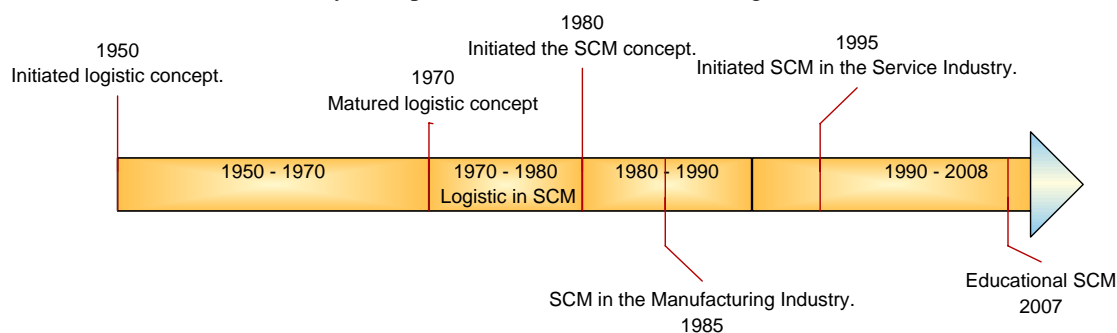 1950
Initiated logistic concept.
1970
Matured logistic concept
1980
Initiated the SCM concept.
1995
Initiated SCM in the Service Industry.
1950 - 1970
1970 - 1980
Logistic in SCM
1980 - 1990
1990 - 2008
SCM in the Manufacturing Industry.
1985
Educational SCM
2007